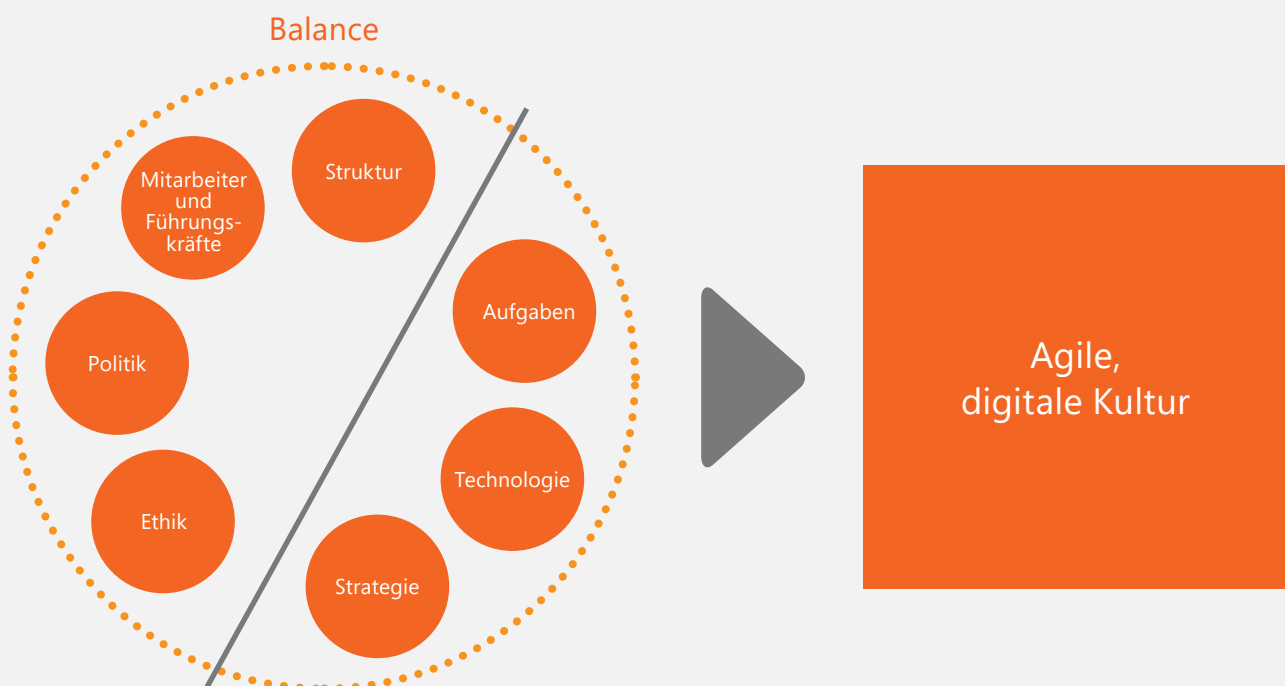 Balance
Struktur
Mitarbeiter
und
Führungs-
kräfte
Aufgaben
Politik
Agile,
digitale Kultur
Technologie
Ethik
Strategie